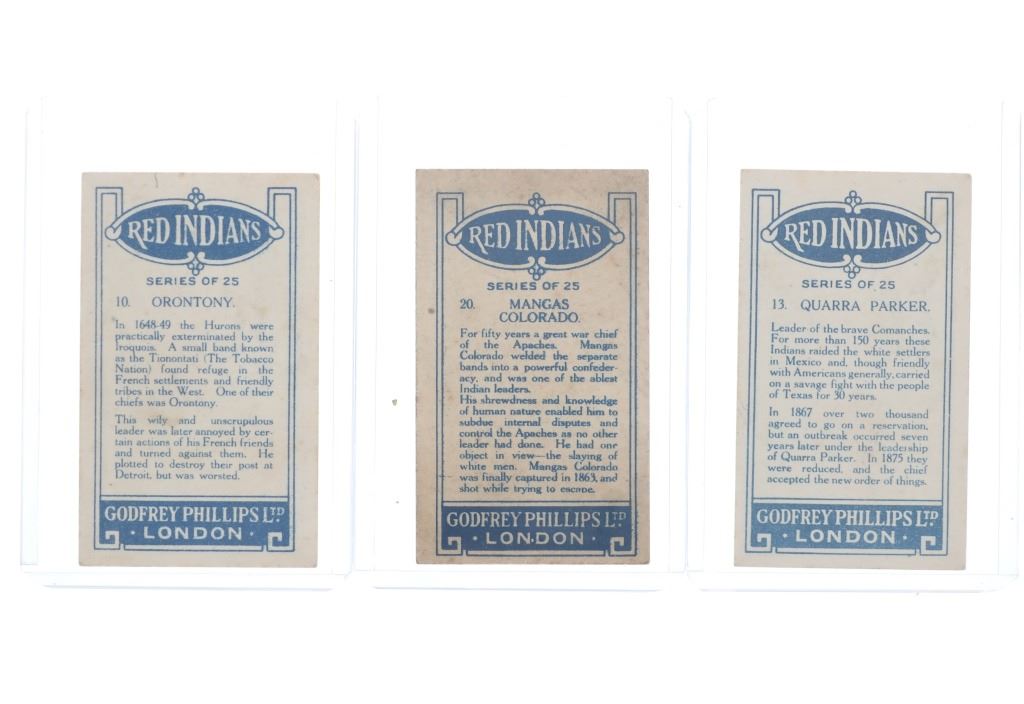 RED INDIANS
SERIES OF 25
10. ORONTONY.
In 1648-49 the Hurons were
practically exterminated by the
Iroquois. A small band known
as the Tionontati (The Tobacco
Nation) found refuge in the
French settlements and friendly
tribes in the West. One of their
chiefs was Orontony.
This wily and unscrupulous
leader was later annoyed by cer-
tain actions of his French friends
and turned against them. He
plotted to destroy their post at
Detroit, but was worsted.
GODFREY PHILLIPS LTD
· LONDON ·
RED INDIANS
SERIES OF 25
20. MANGAS
COLORADO.
For fifty years a great war chief
of the Apaches. Mangas
Colorado welded the separate
bands into a powerful confeder-
acy, and was one of the ablest
Indian leaders.
His shrewdness and knowledge
of human nature enabled him to
subdue internal disputes and
control the Apaches as no other
leader had done. He had one
object in view—the slaying of
white men. Mangas Colorado
was finally captured in 1863, and
shot while trying to escape.
GODFREY PHILLIPS LTD
· LONDON ·
RED INDIANS
SERIES OF 25
13. QUARRA PARKER.
Leader of the brave Comanches.
For more than 150 years these
Indians raided the white settlers
in Mexico and, though friendly
with Americans generally, carried
on a savage fight with the people
of Texas for 30 years.
In 1867 over two thousand
agreed to go on a reservation,
but an outbreak occurred seven
years later under the leadership
of Quarra Parker. In 1875 they
were reduced, and the chief
accepted the new order of things.
GODFREY PHILLIPS LTD
· LONDON ·